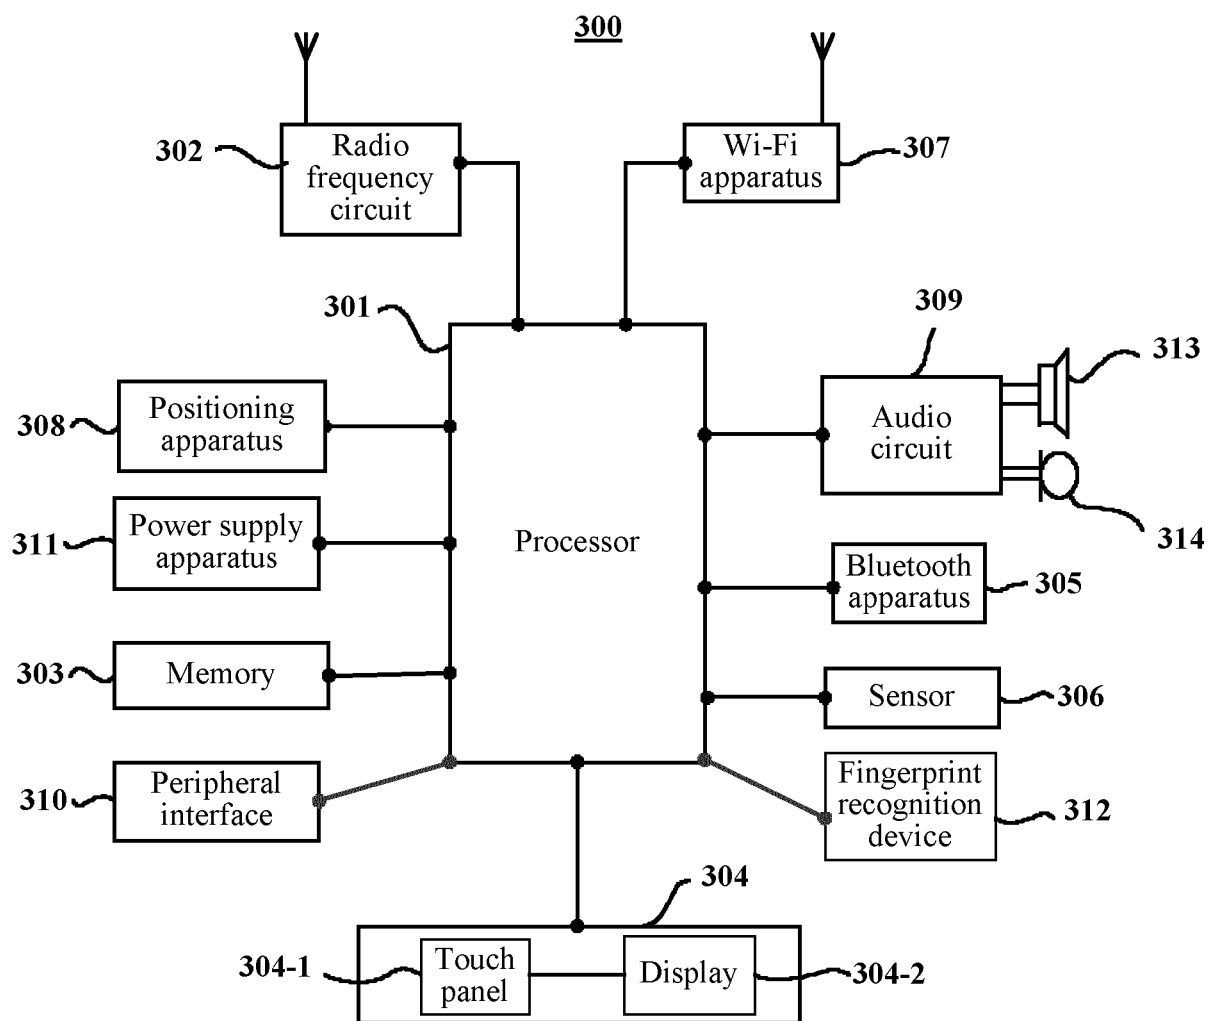 300
302
Radio
frequency
circuit
Wi-Fi
apparatus
307
301
309
313
308
Positioning
apparatus
Audio
circuit
311
Power supply
apparatus
Processor
314
Bluetooth
apparatus
305
303
Memory
Sensor
306
310
Peripheral
interface
Fingerprint
recognition
device
312
304
304-1
Touch
panel
Display
304-2